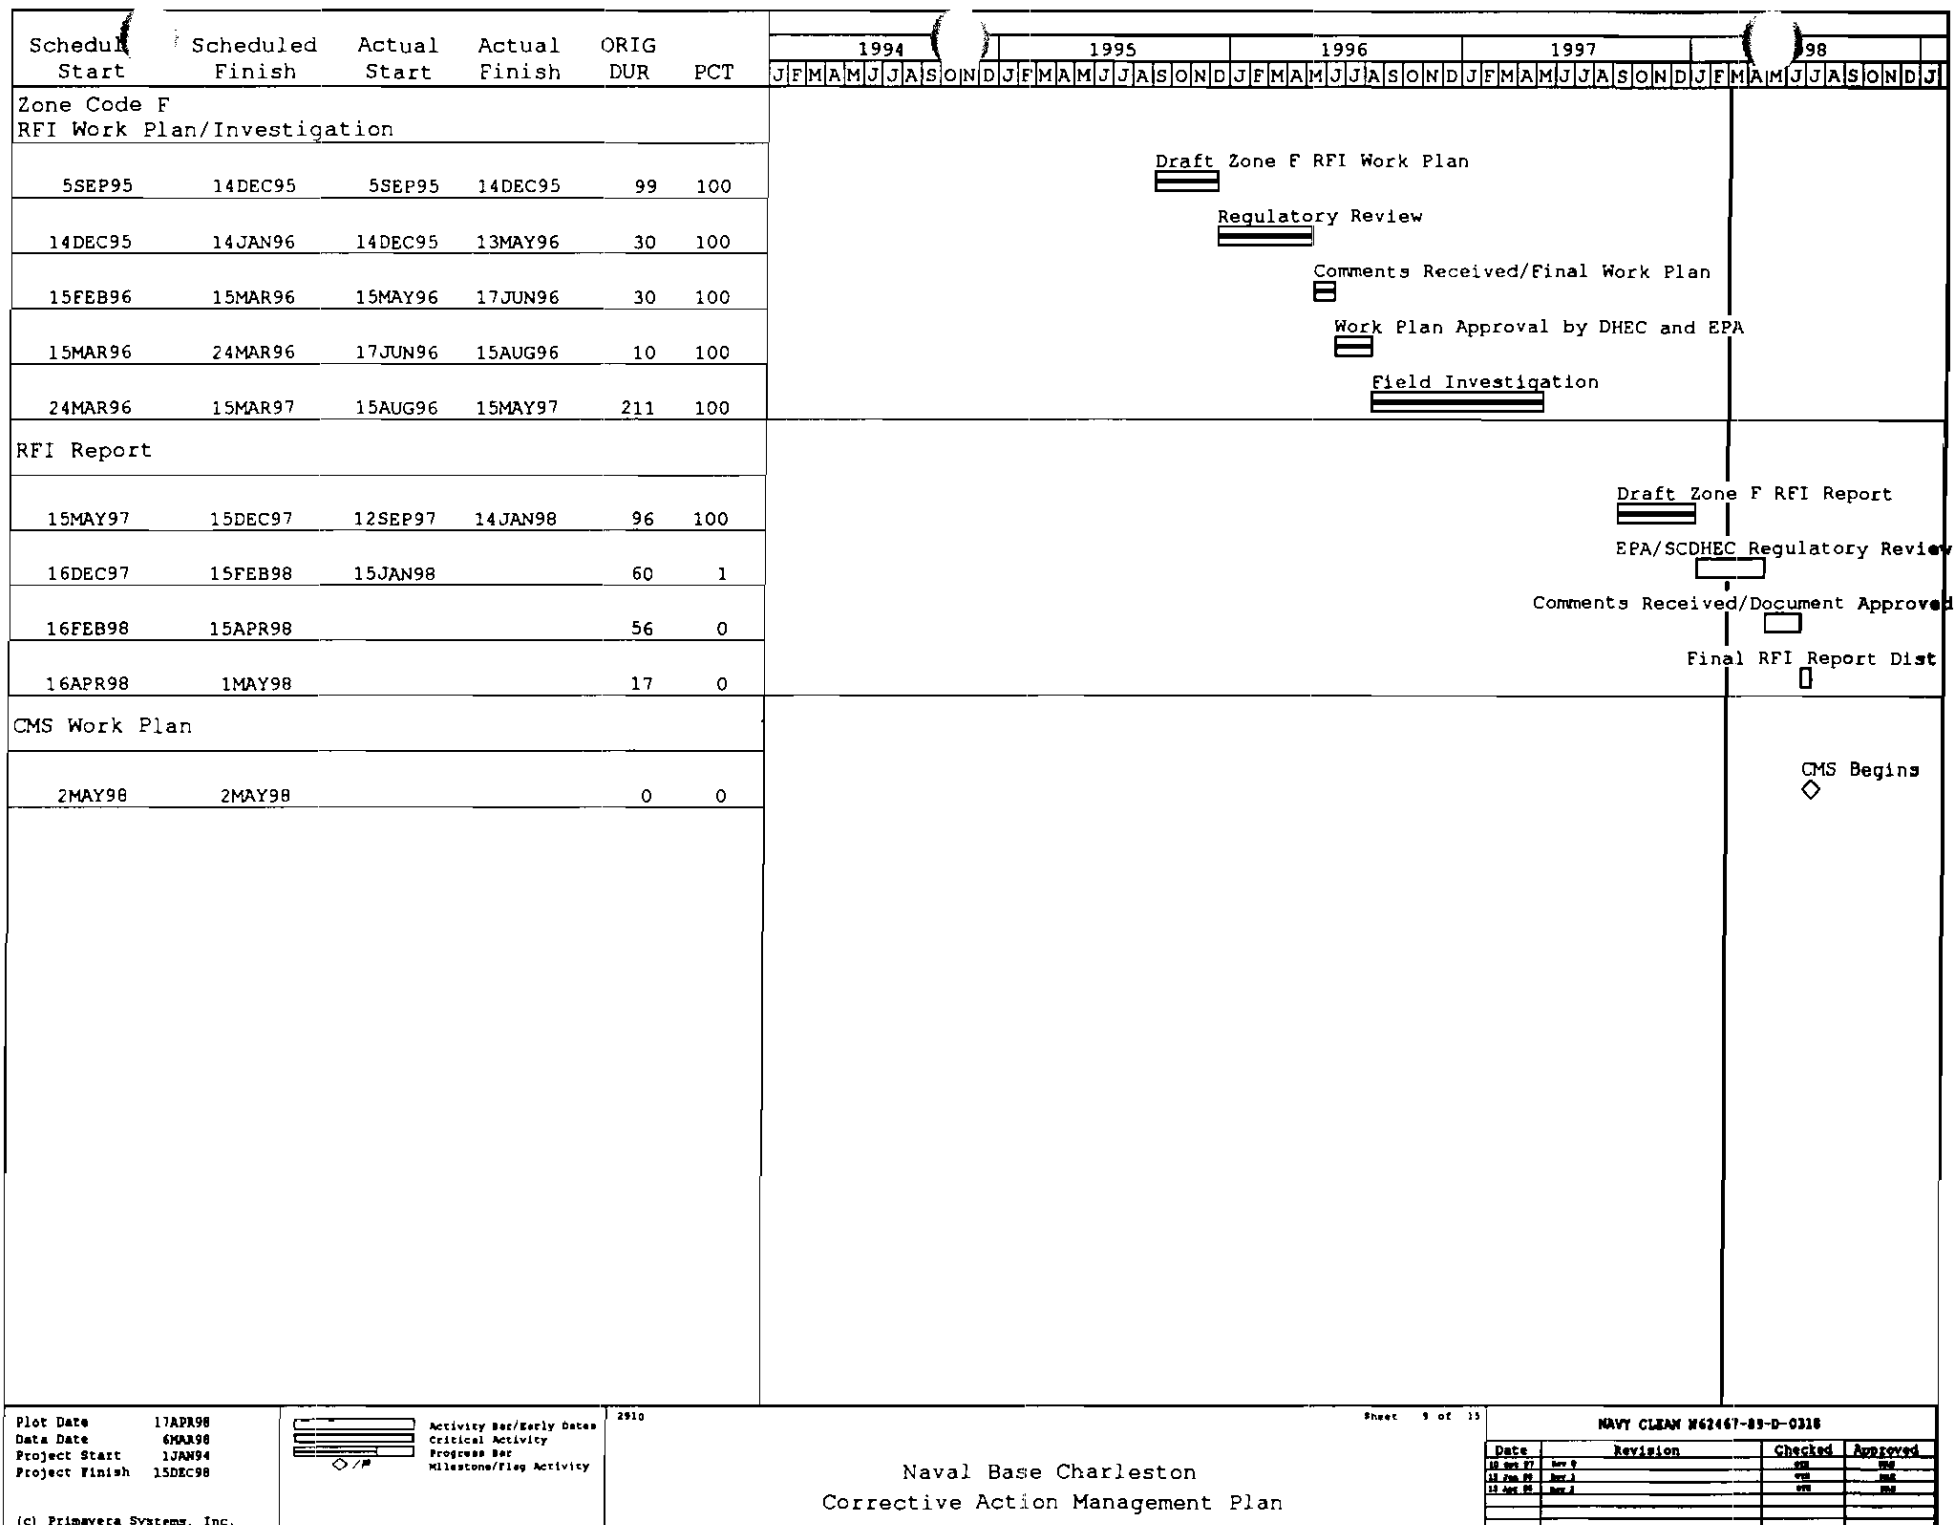 Schedul Scheduled Actual Actual ORIG
Start Finish Start Finish DUR PCT
1994 1995 1996 1997 98
J F M A M J J A S O N D J F M A M J J A S O N D J F M A M J J A S O N D J F M A M J J A S O N D J F M A M J J A S O N D J
Zone Code F
RFI Work Plan/Investigation
Draft Zone F RFI Work Plan
5SEP95 14DEC95 5SEP95 14DEC95 99 100
Regulatory Review
14DEC95 14JAN96 14DEC95 13MAY96 30 100
Comments Received/Final Work Plan
15FEB96 15MAR96 15MAY96 17JUN96 30 100
Work Plan Approval by DHEC and EPA
15MAR96 24MAR96 17JUN96 15AUG96 10 100
Field Investigation
24MAR96 15MAR97 15AUG96 15MAY97 211 100
RFI Report
Draft Zone F RFI Report
15MAY97 15DEC97 12SEP97 14JAN98 96 100
EPA/SCDHEC Regulatory Review
16DEC97 15FEB98 15JAN98 60 1
Comments Received/Document Approved
16FEB98 15APR98 56 0
Final RFI Report Dist
16APR98 1MAY98 17 0
CMS Work Plan
CMS Begins
2MAY98 2MAY98 0 0
Plot Date 17APR98
Data Date 6MAR98
Project Start 1JAN94
Project Finish 15DEC98
(c) Primavera Systems, Inc.
Activity Bar/Early Dates
Critical Activity
Progress Bar
Milestone/Flag Activity
2910
Sheet 9 of 15
Naval Base Charleston
Corrective Action Management Plan
NAVY CLEAN N62467-89-D-0318
Date Revision Checked Approved
Rev 0
Rev 1
Rev 2